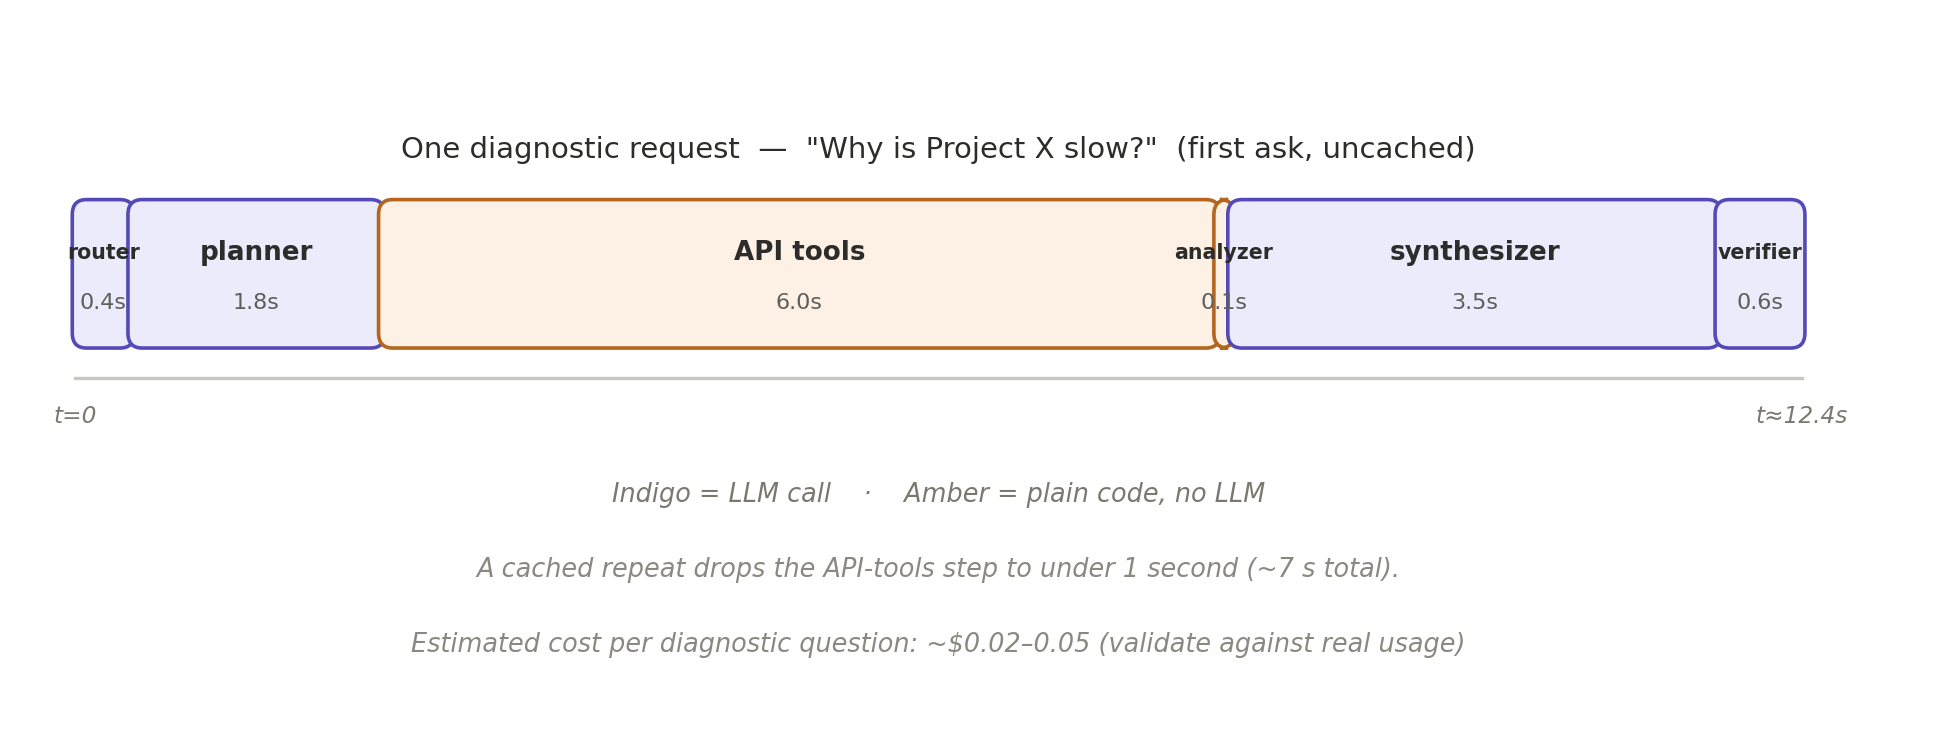 One diagnostic request — "Why is Project X slow?" (first ask, uncached)
router planner API tools analyzer synthesizer verifier
0.4s 1.8s 6.0s 0.1s 3.5s 0.6s
t=0 t≈12.4s
Indigo = LLM call · Amber = plain code, no LLM
A cached repeat drops the API-tools step to under 1 second (~7 s total).
Estimated cost per diagnostic question: ~$0.02–0.05 (validate against real usage)